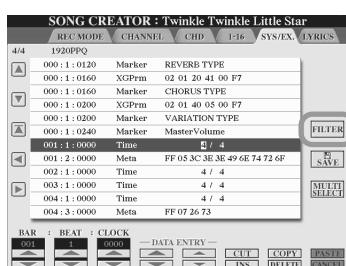 SONG CREATOR : Twinkle Twinkle Little Star
REC MODE CHANNEL CHD 1-16 SYS/EX. LYRICS
4/4 1920PPQ
000 : 1 : 0120 Marker REVERB TYPE
000 : 1 : 0160 XGPrm 02 01 20 41 00 F7
000 : 1 : 0160 Marker CHORUS TYPE
000 : 1 : 0200 XGPrm 02 01 40 05 00 F7
000 : 1 : 0200 Marker VARIATION TYPE
000 : 1 : 0240 Marker MasterVolume
001 : 1 : 0000 Time 4 / 4
001 : 2 : 0000 Meta FF 05 3C 3E 3E 49 6E 74 72 6F
002 : 1 : 0000 Time 4 / 4
003 : 1 : 0000 Time 4 / 4
004 : 1 : 0000 Time 4 / 4
004 : 3 : 0000 Meta FF 07 26 73
FILTER
SAVE
MULTI
SELECT
BAR : BEAT : CLOCK
001 1 0000 DATA ENTRY
CUT COPY PASTE
INS DELETE CANCEL